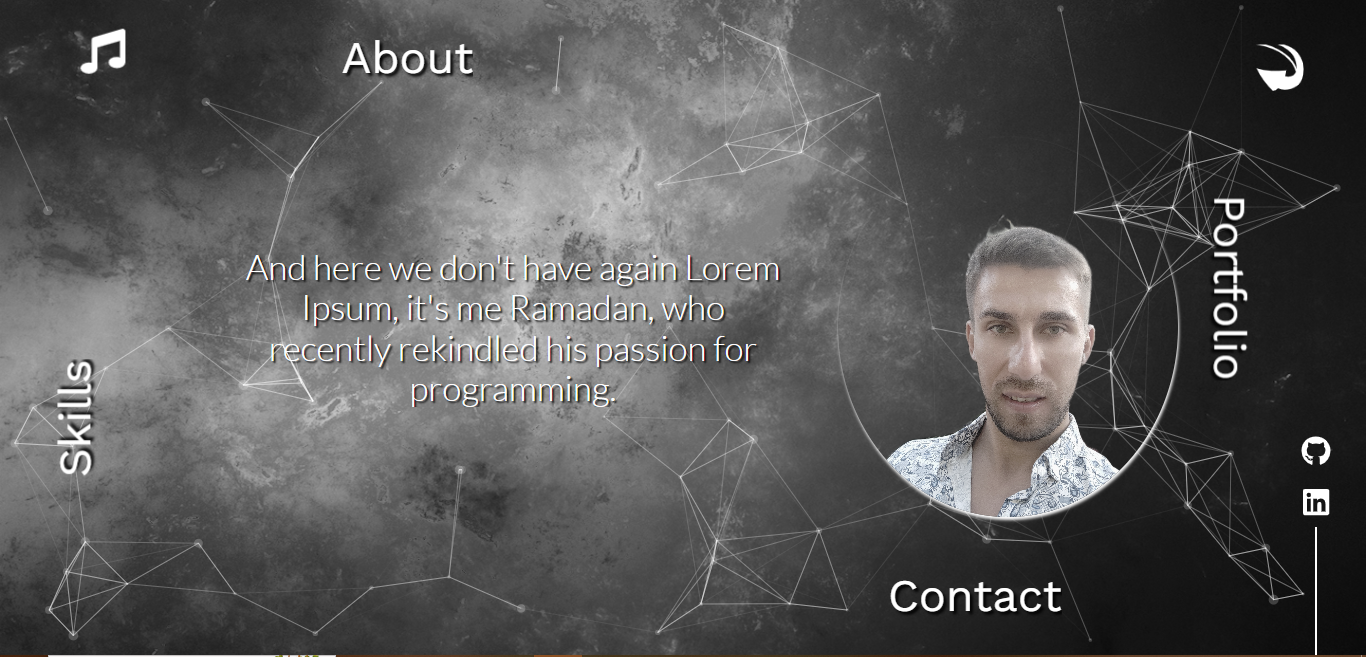 About
Portfolio
And here we don't have again Lorem
Ipsum, it's me Ramadan, who
recently rekindled his passion for
programming.
Skills
in
Contact